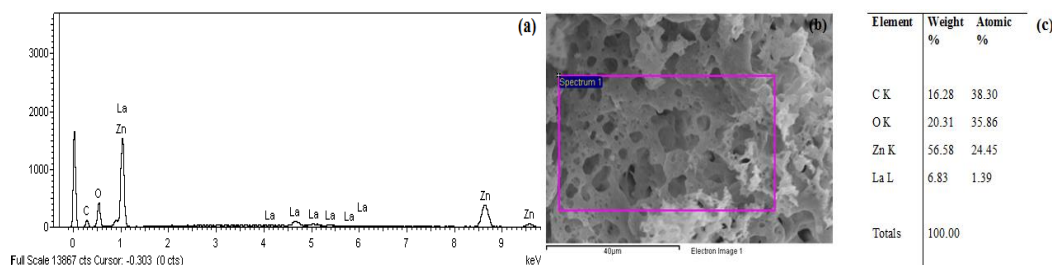 (a)
3000
2000
1000
0
La
Zn
O
C
La
La
La
La
La
La
Zn
Zn
0 1 2 3 4 5 6 7 8 9
keV
Full Scale 13867 cts Cursor: -0.303 (0 cts)
(b)
Spectrum 1
40µm
Electron Image 1
(c)
Element Weight % Atomic %
C K 16.28 38.30
O K 20.31 35.86
Zn K 56.58 24.45
La L 6.83 1.39
Totals 100.00